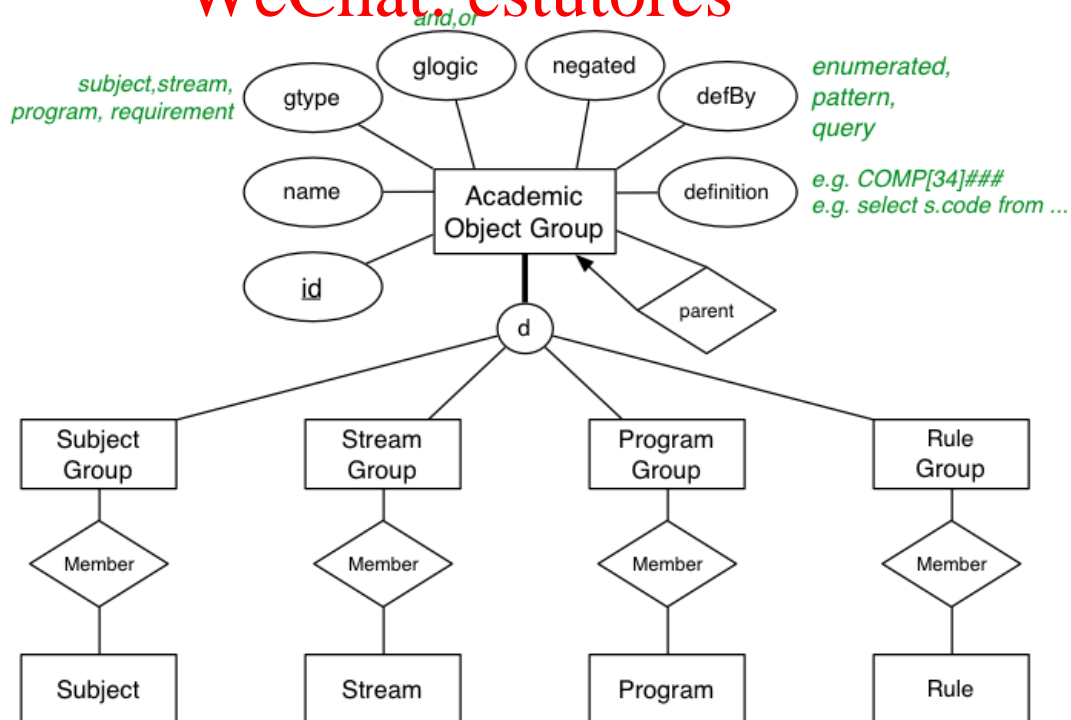 WeChat: cstutorcs
and,or
glogic
negated
subject,stream,
program, requirement
gtype
defBy
enumerated,
pattern,
query
name
Academic
Object Group
definition
e.g. COMP[34]###
e.g. select s.code from ...
id
parent
d
Subject
Group
Stream
Group
Program
Group
Rule
Group
Member
Member
Member
Member
Subject
Stream
Program
Rule